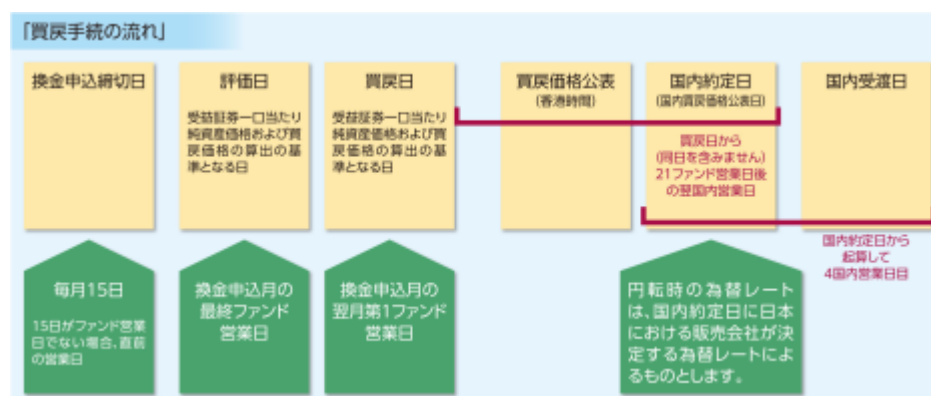 「買戻手続の流れ」
換金申込締切日
評価日
受益証券一口当たり
純資産価格および買
戻価格の算出の基
準となる日
買戻日
受益証券一口当たり
純資産価格および買
戻価格の算出の基
準となる日
買戻価格公表
(香港時間)
国内約定日
(国内買戻価格公表日)
国内受渡日
買戻日から
(同日を含みません)
21ファンド営業日後
の翌国内営業日
国内約定日から
起算して
4国内営業日目
毎月15日
15日がファンド営業
日でない場合、直前
の営業日
換金申込月の
最終ファンド
営業日
換金申込月の
翌月第1ファンド
営業日
円転時の為替レート
は、国内約定日に日本
における販売会社が決
定する為替レートによ
るものとします。